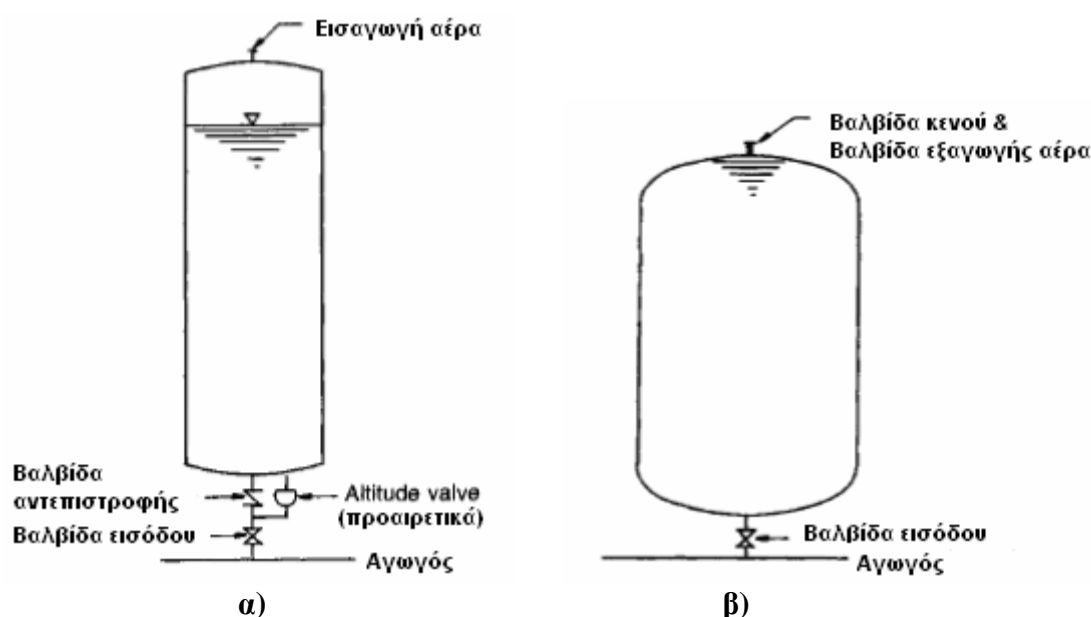 Εισαγωγή αέρα
Βαλβίδα κενού &
Βαλβίδα εξαγωγής αέρα
Βαλβίδα
αντεπιστροφής
Altitude valve
(προαιρετικά)
Βαλβίδα εισόδου
Αγωγός
Βαλβίδα εισόδου
Αγωγός
α)
β)